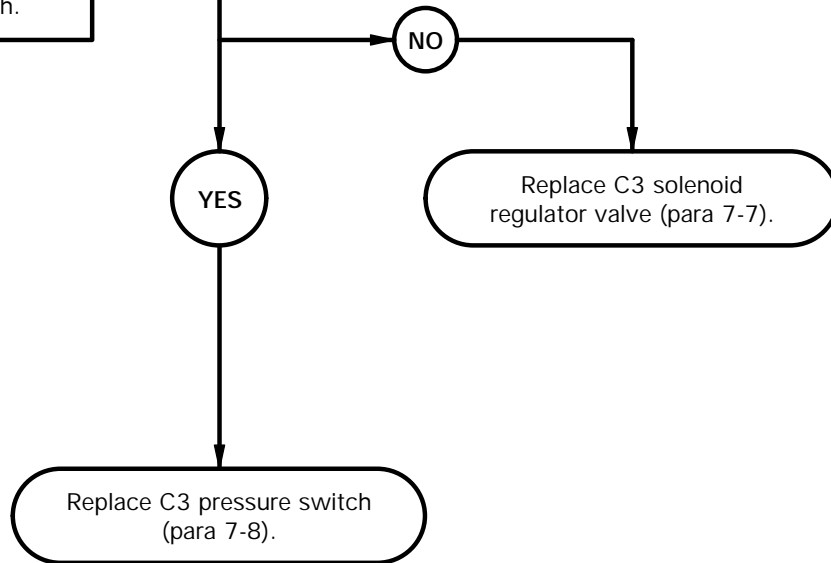 h.
NO
YES
Replace C3 solenoid
regulator valve (para 7-7).
Replace C3 pressure switch
(para 7-8).